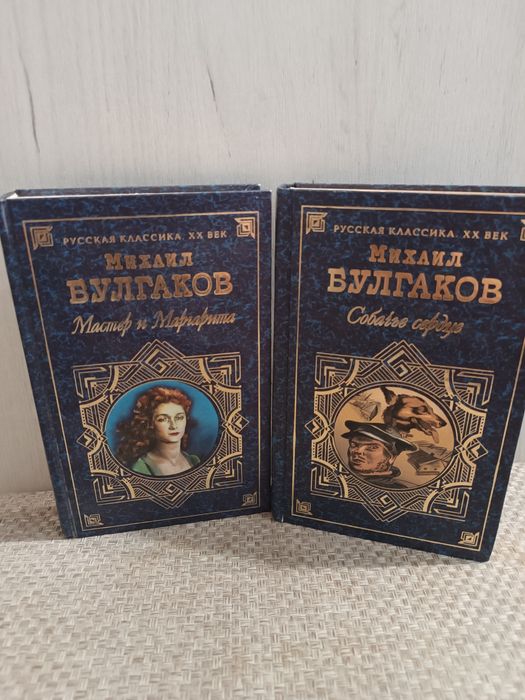 РУССКАЯ КЛАССИКА. XX ВЕК
МИХАИЛ
БУЛГАКОВ
Мастер и Маргарита
РУССКАЯ КЛАССИКА. XX ВЕК
МИХАИЛ
БУЛГАКОВ
Собачье сердце